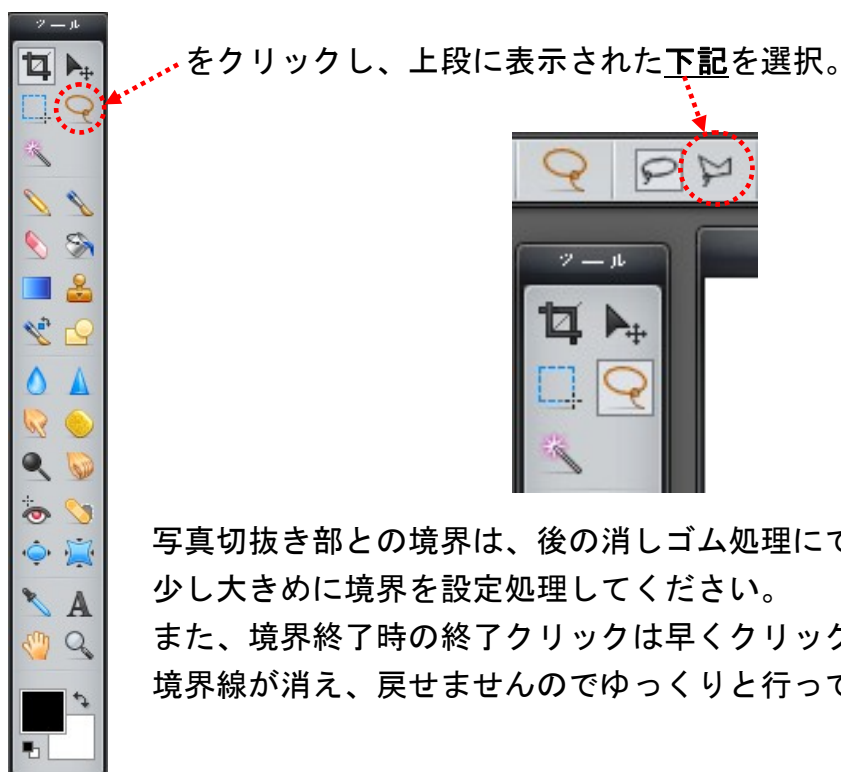 ツール
をクリックし、上段に表示された下記を選択。
ツール
写真切抜き部との境界は、後の消しゴム処理にて
少し大きめに境界を設定処理してください。
また、境界終了時の終了クリックは早くクリック
境界線が消え、戻せませんのでゆっくりと行って